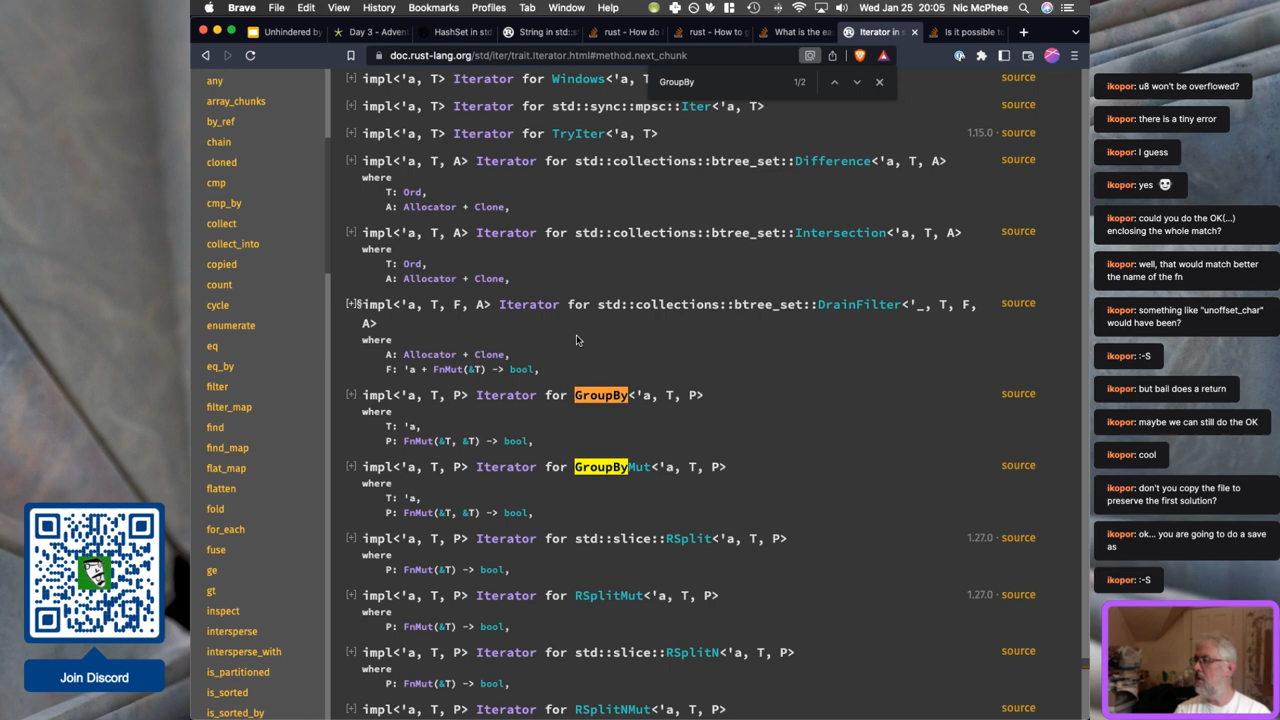 Brave File Edit View History Bookmarks Profiles Tab Window Help Wed Jan 25 20:05 Nic McPhee
Unhindered by
Day 3 - Adven
HashSet in std
String in std::s
rust - How do
rust - How to g
What is the ea
Iterator in s
Is it possible to
doc.rust-lang.org/std/iter/trait.Iterator.html#method.next_chunk
GroupBy 1/2
any
array_chunks
by_ref
chain
cloned
cmp
cmp_by
collect
collect_into
copied
count
cycle
enumerate
eq
eq_by
filter
filter_map
find
find_map
flat_map
flatten
fold
for_each
fuse
ge
gt
inspect
intersperse
intersperse_with
is_partitioned
is_sorted
is_sorted_by
[+] impl<'a, T> Iterator for Windows<'a, T source
[+] impl<'a, T> Iterator for std::sync::mpsc::Iter<'a, T> source
[+] impl<'a, T> Iterator for TryIter<'a, T> 1.15.0 · source
[+] impl<'a, T, A> Iterator for std::collections::btree_set::Difference<'a, T, A> source
where
T: Ord,
A: Allocator + Clone,
[+] impl<'a, T, A> Iterator for std::collections::btree_set::Intersection<'a, T, A> source
where
T: Ord,
A: Allocator + Clone,
[+]§impl<'a, T, F, A> Iterator for std::collections::btree_set::DrainFilter<'_, T, F, source
A>
where
A: Allocator + Clone,
F: 'a + FnMut(&T) -> bool,
[+] impl<'a, T, P> Iterator for GroupBy<'a, T, P> source
where
T: 'a,
P: FnMut(&T, &T) -> bool,
[+] impl<'a, T, P> Iterator for GroupByMut<'a, T, P> source
where
T: 'a,
P: FnMut(&T, &T) -> bool,
[+] impl<'a, T, P> Iterator for std::slice::RSplit<'a, T, P> 1.27.0 · source
where
P: FnMut(&T) -> bool,
[+] impl<'a, T, P> Iterator for RSplitMut<'a, T, P> 1.27.0 · source
where
P: FnMut(&T) -> bool,
[+] impl<'a, T, P> Iterator for std::slice::RSplitN<'a, T, P> source
where
P: FnMut(&T) -> bool,
[+] impl<'a, T, P> Iterator for RSplitNMut<'a, T, P> source
ikopor: u8 won't be overflowed?
ikopor: there is a tiny error
ikopor: I guess
ikopor: yes
ikopor: could you do the OK(...)
enclosing the whole match?
ikopor: well, that would match better
the name of the fn
ikopor: something like "unoffset_char"
would have been?
ikopor: :-S
ikopor: but bail does a return
ikopor: maybe we can still do the OK
ikopor: cool
ikopor: don't you copy the file to
preserve the first solution?
ikopor: ok... you are going to do a save
as
ikopor: :-S
Join Discord